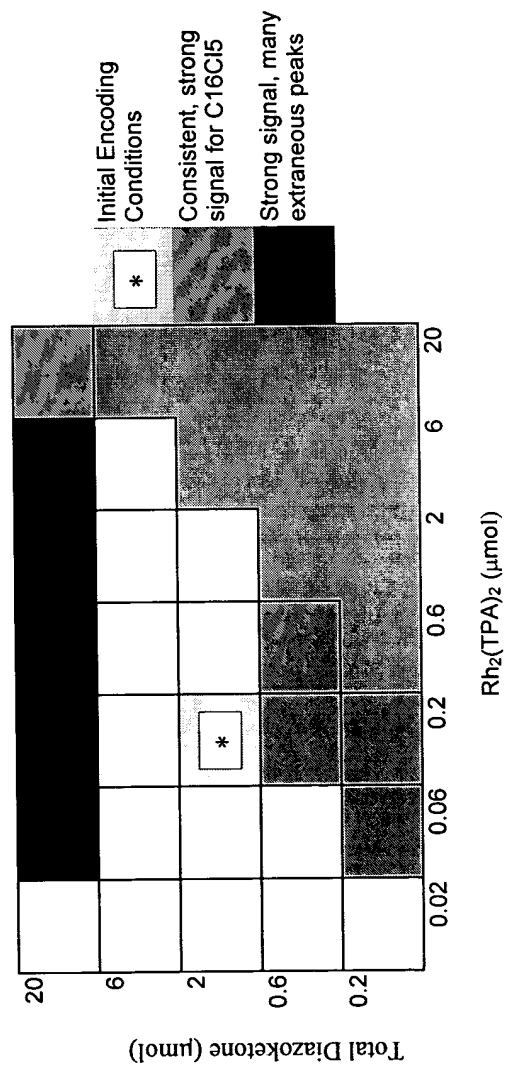 Initial Encoding
Conditions
Consistent, strong
signal for C16Cl5
Strong signal, many
extraneous peaks
*
*
20
6
2
0.6
0.2
0.02
0.06
0.2
0.6
2
6
20
Total Diazoketone (μmol)
Rh₂(TPA)₂ (μmol)